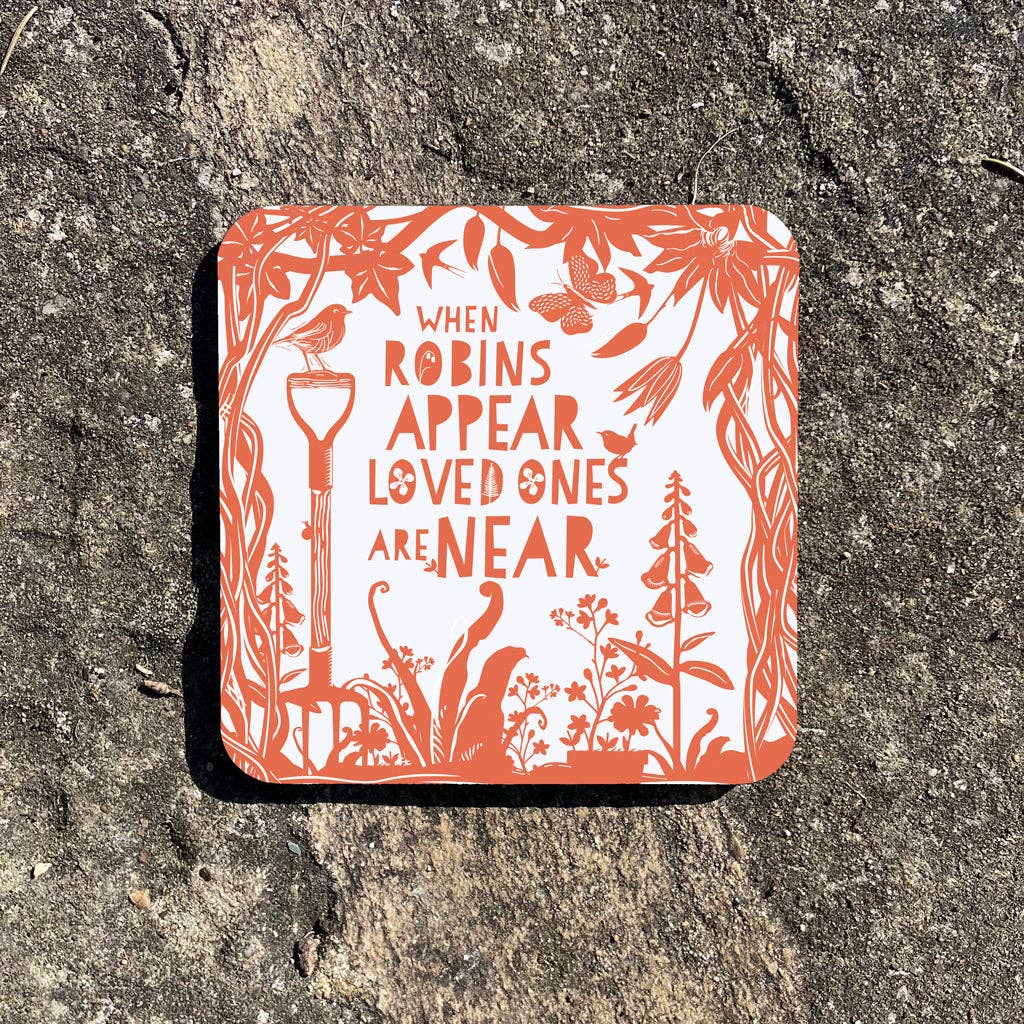 WHEN
ROBINS
APPEAR
LOVED ONES
ARE NEAR